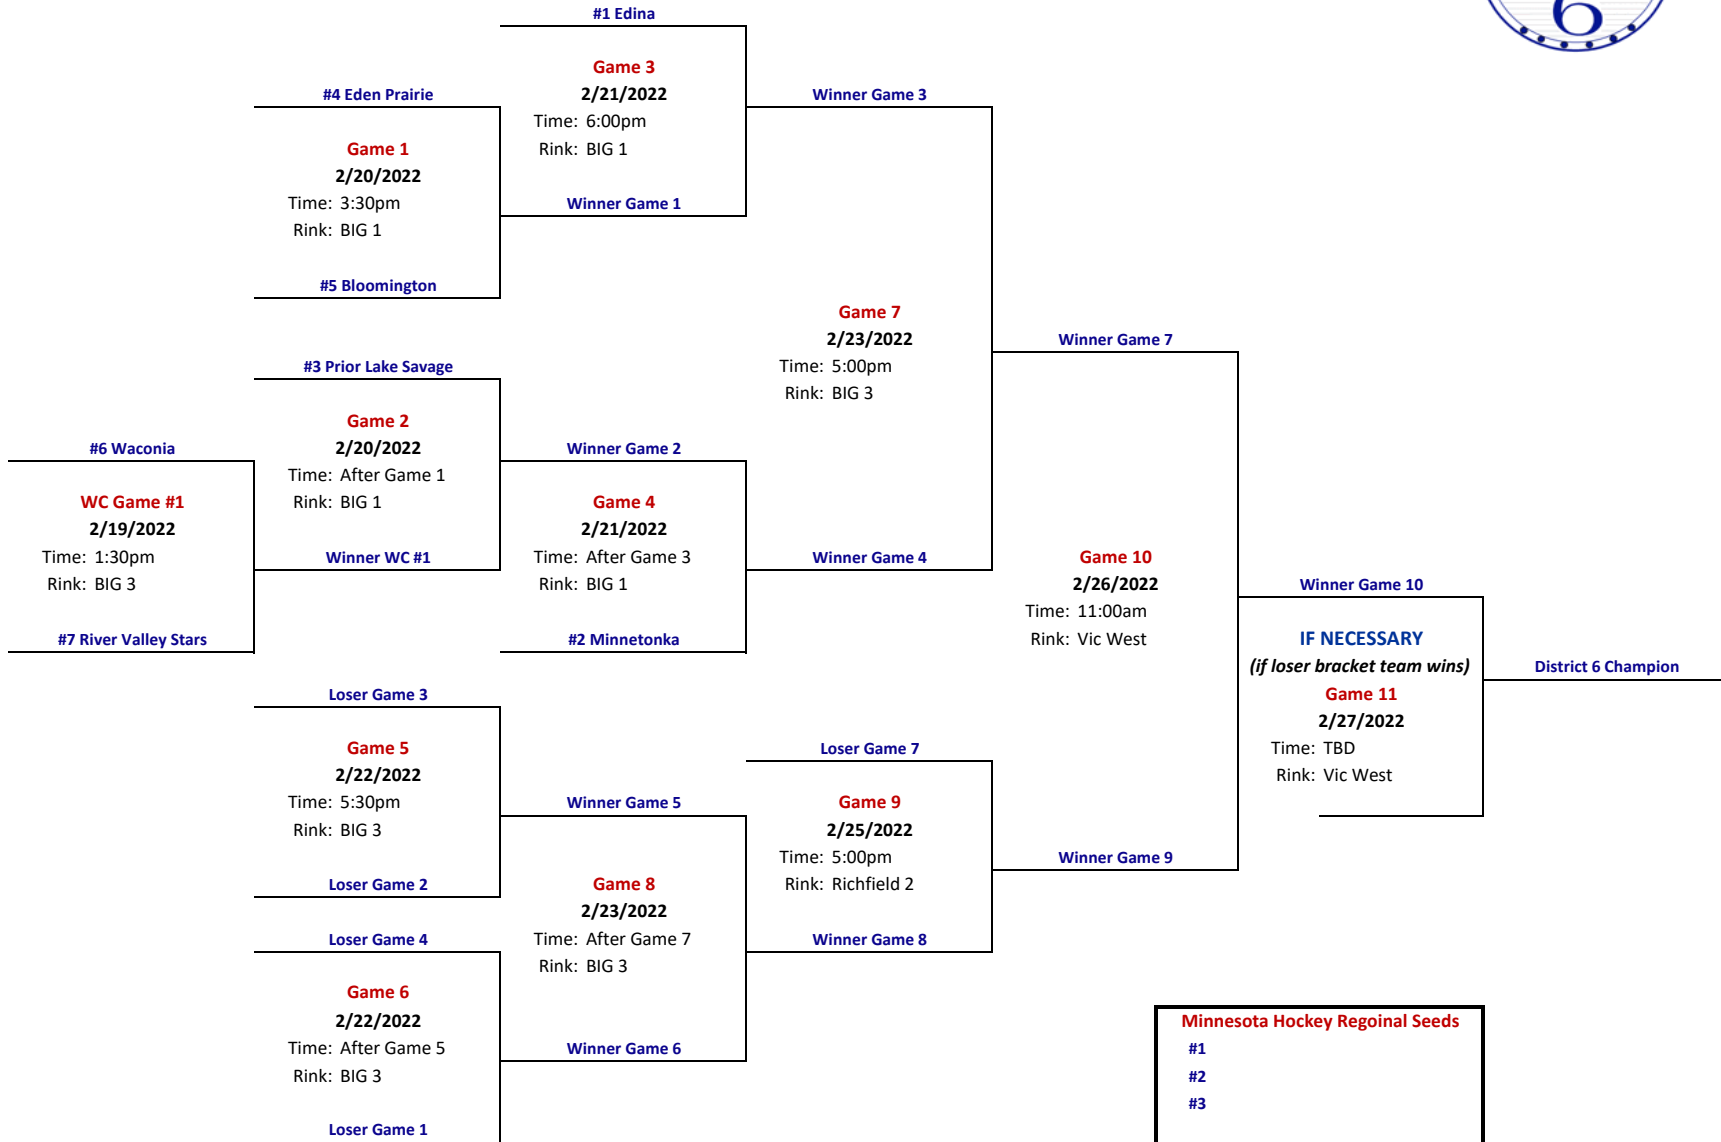 6
#1 Edina
Game 3
2/21/2022
Time: 6:00pm
Rink: BIG 1
#4 Eden Prairie
Winner Game 3
Game 1
2/20/2022
Time: 3:30pm
Rink: BIG 1
Winner Game 1
#5 Bloomington
Game 7
2/23/2022
Time: 5:00pm
Rink: BIG 3
Winner Game 7
#3 Prior Lake Savage
Game 2
2/20/2022
Time: After Game 1
Rink: BIG 1
#6 Waconia
Winner Game 2
WC Game #1
2/19/2022
Time: 1:30pm
Rink: BIG 3
Game 4
2/21/2022
Time: After Game 3
Rink: BIG 1
Winner WC #1
Winner Game 4
Game 10
2/26/2022
Time: 11:00am
Rink: Vic West
Winner Game 10
#7 River Valley Stars
#2 Minnetonka
IF NECESSARY
(if loser bracket team wins)
Game 11
2/27/2022
Time: TBD
Rink: Vic West
District 6 Champion
Loser Game 3
Game 5
2/22/2022
Time: 5:30pm
Rink: BIG 3
Loser Game 7
Winner Game 5
Game 9
2/25/2022
Time: 5:00pm
Rink: Richfield 2
Winner Game 9
Loser Game 2
Game 8
2/23/2022
Time: After Game 7
Rink: BIG 3
Loser Game 4
Winner Game 8
Game 6
2/22/2022
Time: After Game 5
Rink: BIG 3
Winner Game 6
Loser Game 1
Minnesota Hockey Regoinal Seeds
#1
#2
#3